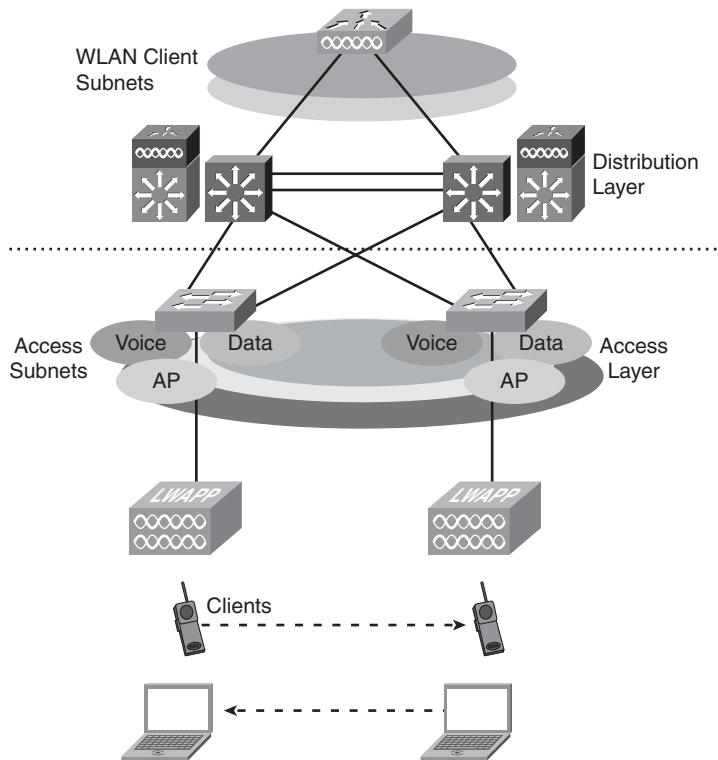 WLAN Client
Subnets
Distribution
Layer
Access
Subnets
Voice
Data
AP
Voice
Data
AP
Access
Layer
LWAPP
LWAPP
Clients